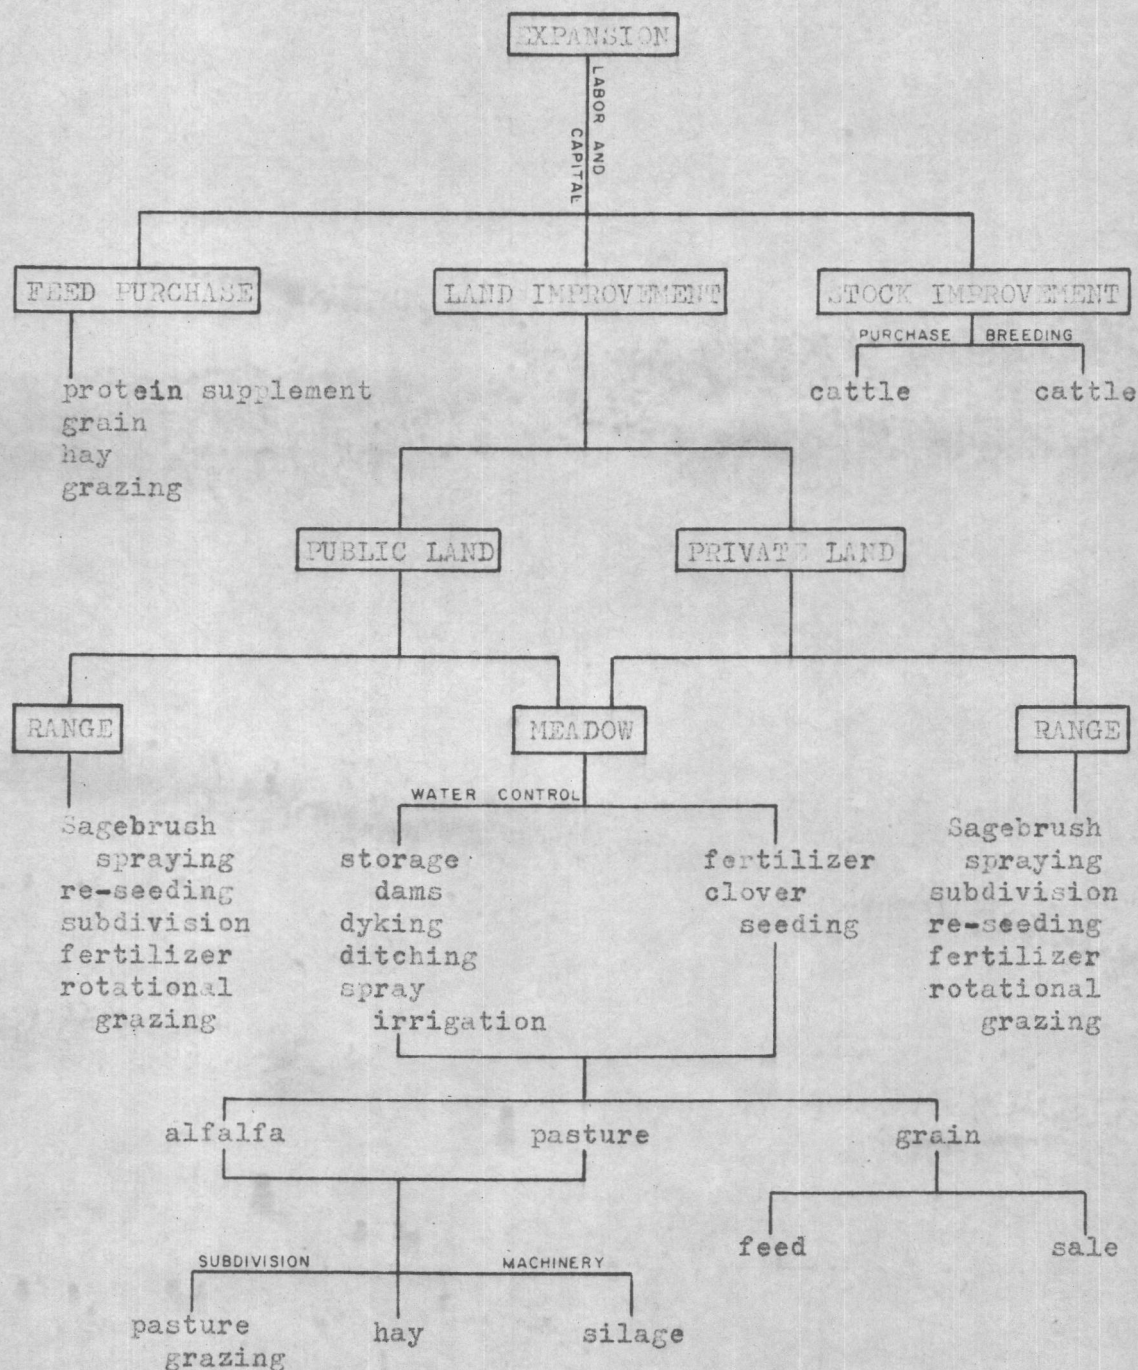 EXPANSION
LABOR AND
CAPITAL
FEED PURCHASE
LAND IMPROVEMENT
STOCK IMPROVEMENT
PURCHASE BREEDING
protein supplement
grain
hay
grazing
cattle
cattle
PUBLIC LAND
PRIVATE LAND
RANGE
MEADOW
RANGE
WATER CONTROL
Sagebrush
spraying
re-seeding
subdivision
fertilizer
rotational
grazing
storage
dams
dyking
ditching
spray
irrigation
fertilizer
clover
seeding
Sagebrush
spraying
subdivision
re-seeding
fertilizer
rotational
grazing
alfalfa
pasture
grain
feed
sale
SUBDIVISION
MACHINERY
pasture
grazing
hay
silage